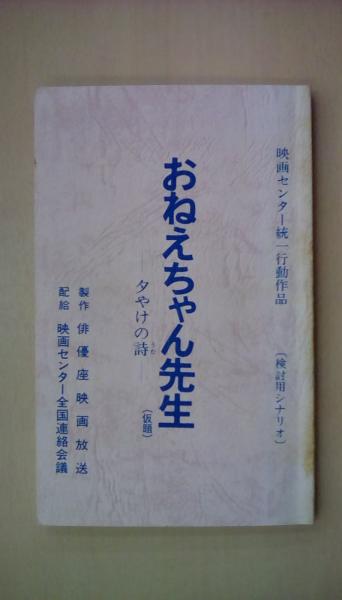 映画センター統一行動作品 〔検討用シナリオ〕
おねえちゃん先生 (仮題)
―夕やけの詩―
うた
製作 俳優座映画放送
配給 映画センター全国連絡会議